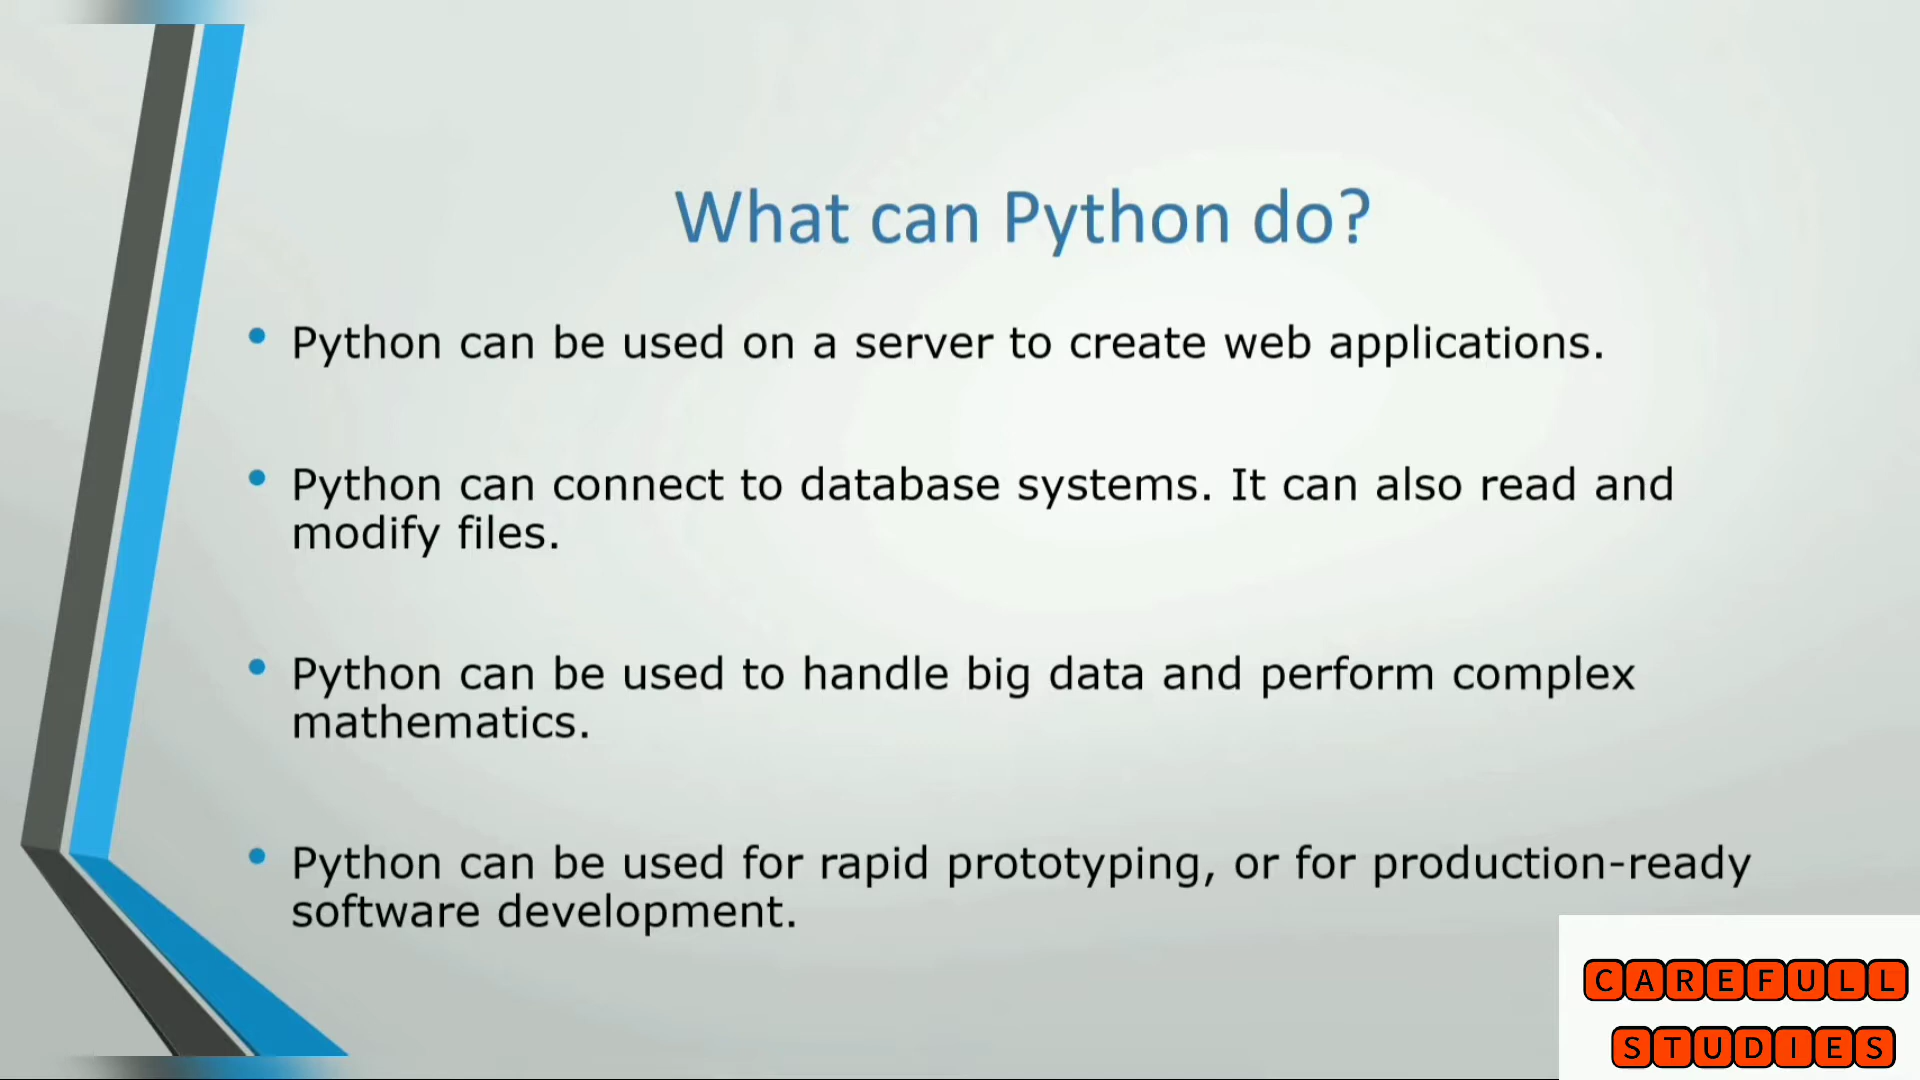 What can Python do?
• Python can be used on a server to create web applications.
• Python can connect to database systems. It can also read and
modify files.
• Python can be used to handle big data and perform complex
mathematics.
• Python can be used for rapid prototyping, or for production-ready
software development.
CAREFULL
STUDIES